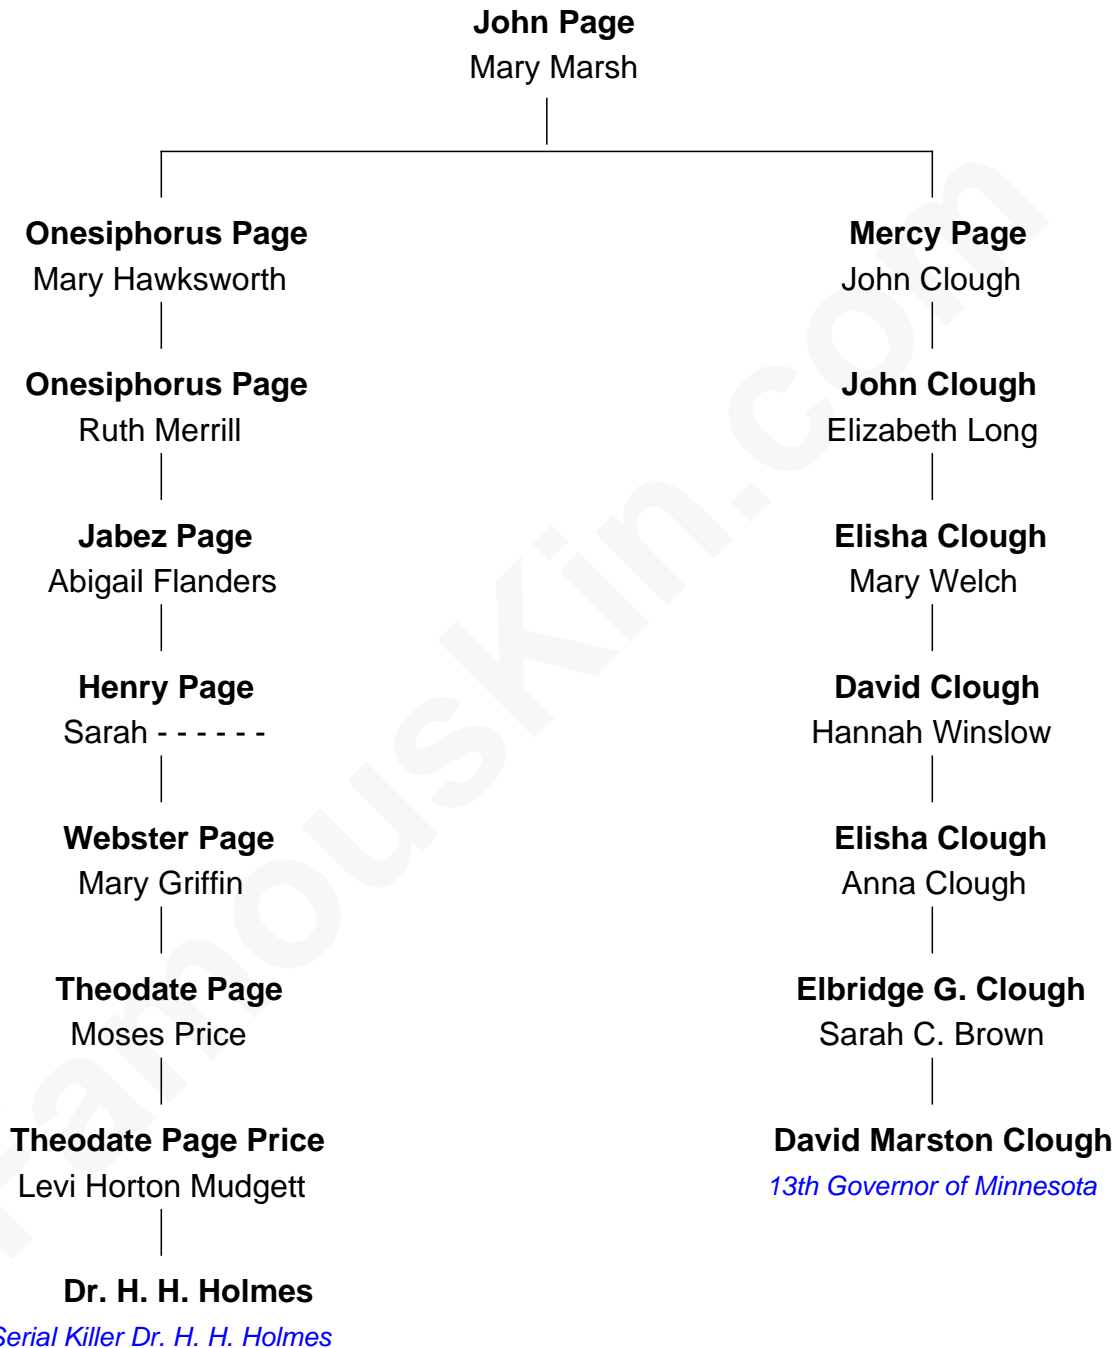 John Page
Mary Marsh
Onesiphorus Page
Mary Hawksworth
Mercy Page
John Clough
Onesiphorus Page
Ruth Merrill
John Clough
Elizabeth Long
Jabez Page
Abigail Flanders
Elisha Clough
Mary Welch
Henry Page
Sarah - - - - - -
David Clough
Hannah Winslow
Webster Page
Mary Griffin
Elisha Clough
Anna Clough
Theodate Page
Moses Price
Elbridge G. Clough
Sarah C. Brown
Theodate Page Price
Levi Horton Mudgett
David Marston Clough
13th Governor of Minnesota
Dr. H. H. Holmes
Serial Killer Dr. H. H. Holmes
FamousKin.com